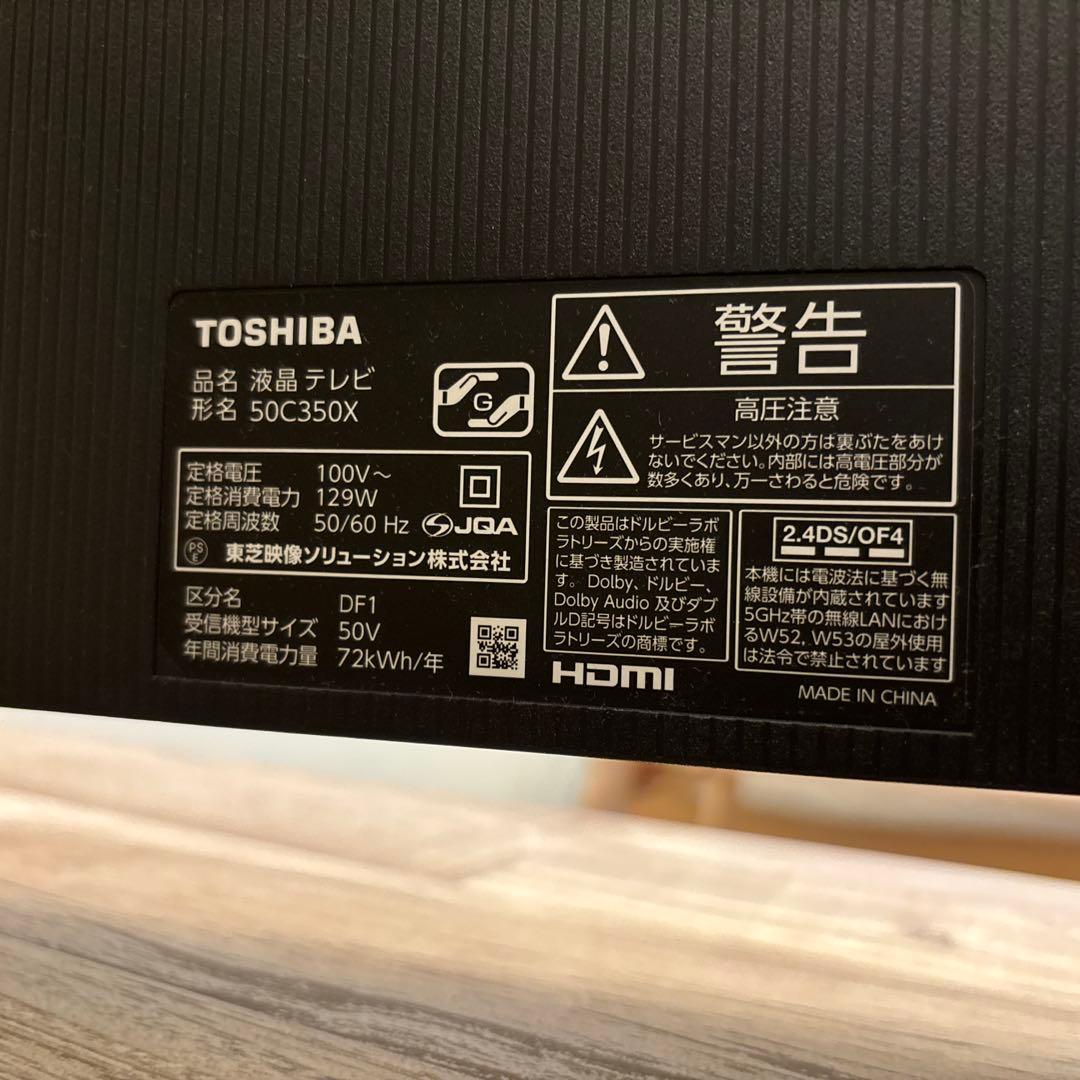 TOSHIBA
品名 液晶テレビ
形名 50C350X
G
定格電圧 100V～
定格消費電力 129W
定格周波数 50/60 Hz
JQA
PS
E
東芝映像ソリューション株式会社
区分名 DF1
受信機型サイズ 50V
年間消費電力量 72kWh/年
警告
高圧注意
サービスマン以外の方は裏ぶたをあけ
ないでください。内部には高電圧部分が
数多くあり、万一さわると危険です。
この製品はドルビーラボ
ラトリーズからの実施権
に基づき製造されていま
す。Dolby、ドルビー、
Dolby Audio 及びダブ
ルD記号はドルビーラボ
ラトリーズの商標です。
HDMI
2.4DS/OF4
本機には電波法に基づく無
線設備が内蔵されています
5GHz帯の無線LANにおけ
るW52, W53の屋外使用
は法令で禁止されています
MADE IN CHINA